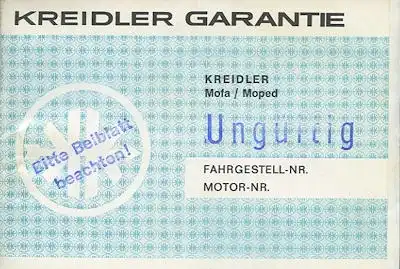 KREIDLER GARANTIE
KREIDLER
Mofa / Moped
Ungültig
Bitte Beiblatt
beachten!
FAHRGESTELL-NR.
MOTOR-NR.